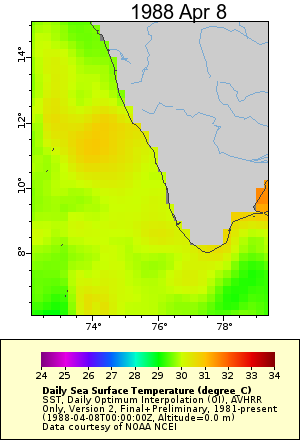 1988 Apr 8
14°
12°
10°
8°
74° 76° 78°
24 25 26 27 28 29 30 31 32 33 34
Daily Sea Surface Temperature (degree_C)
SST, Daily Optimum Interpolation (OI), AVHRR
Only, Version 2, Final+Preliminary, 1981-present
(1988-04-08T00:00:00Z, Altitude=0.0 m)
Data courtesy of NOAA NCEI